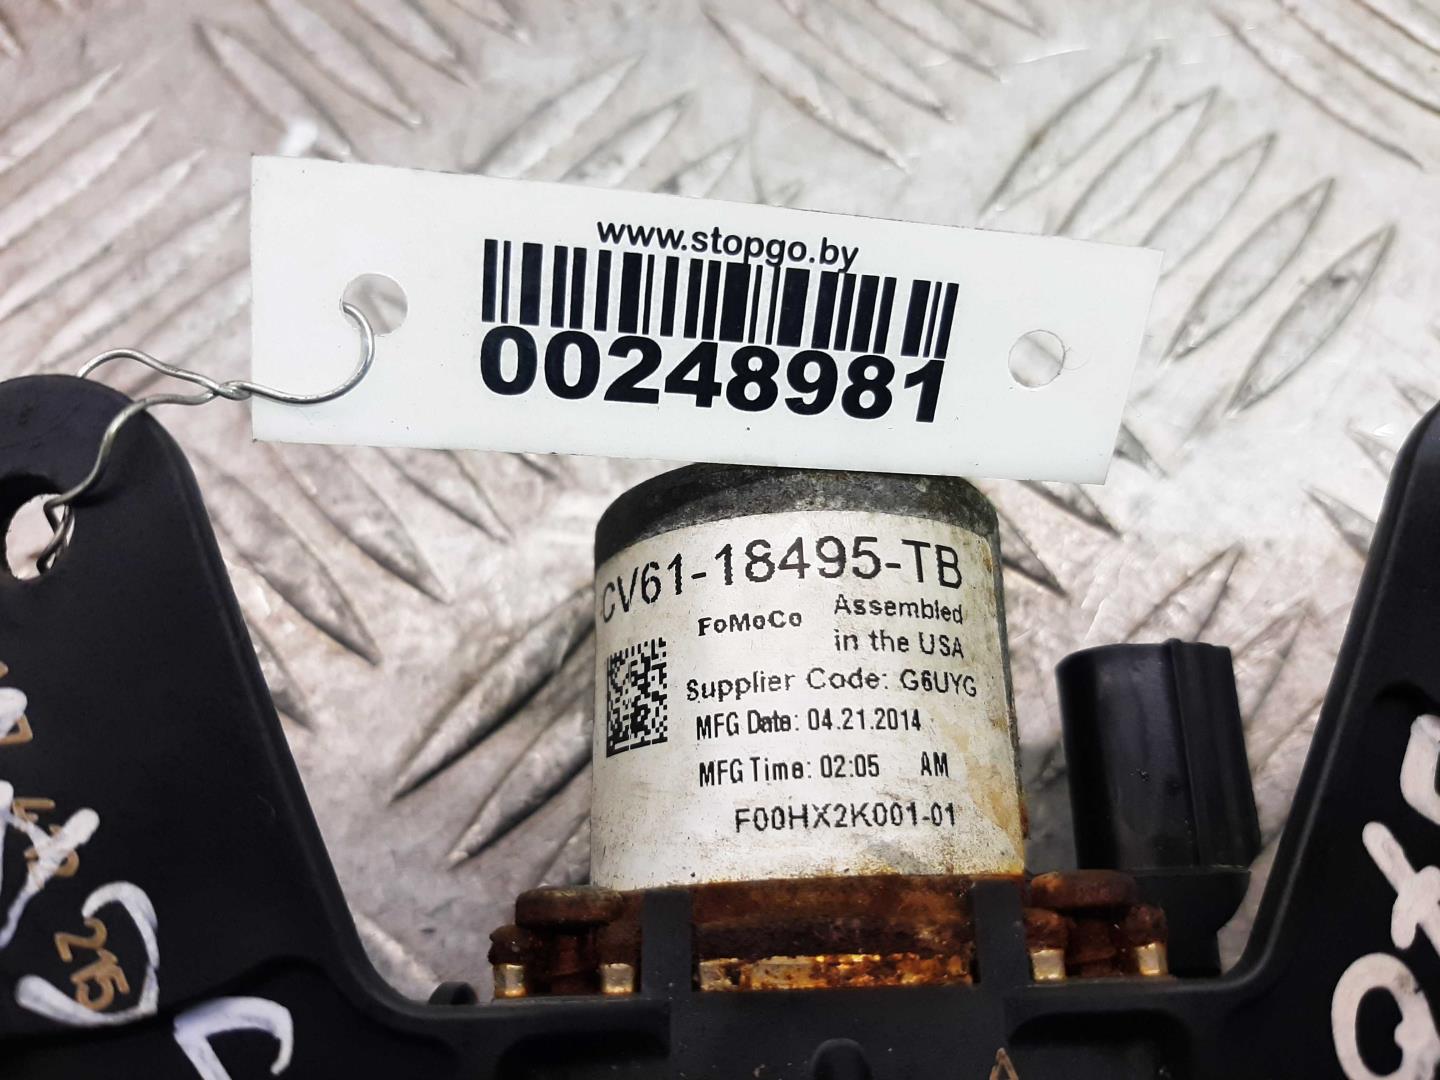 www.stopgo.by
00248981
CV61-18495-TB
FoMoCo
Assembled
in the USA
Supplier Code: G6UYG
MFG Date: 04.21.2014
MFG Time: 02:05 AM
F00HX2K001-01
215